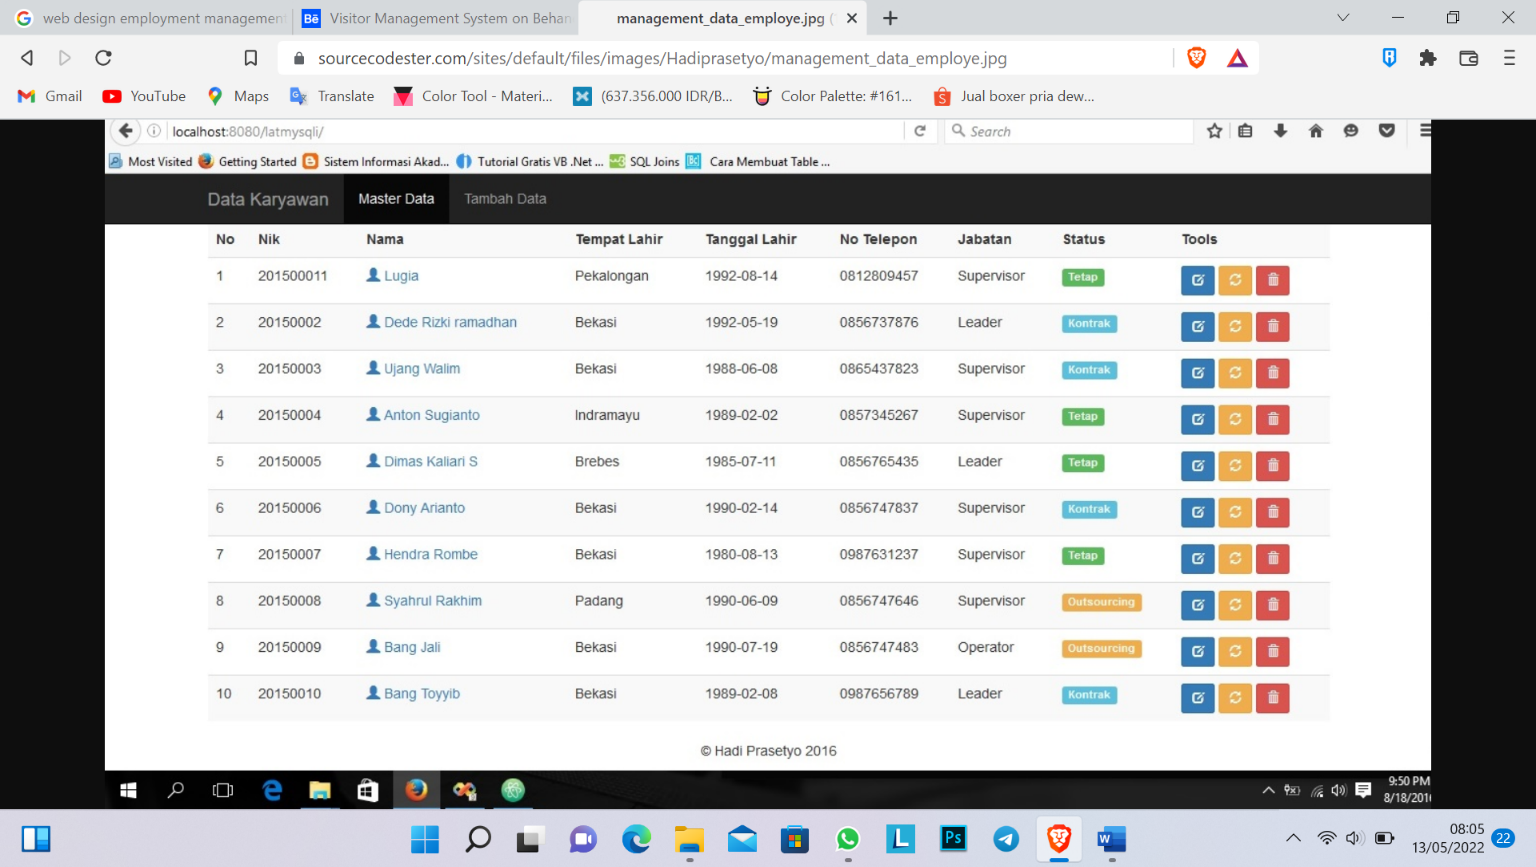 web design employment management
Bē Visitor Management System on Behan
management_data_employe.jpg (
sourcecodester.com/sites/default/files/images/Hadiprasetyo/management_data_employe.jpg
Gmail YouTube Maps Translate Color Tool - Materi... (637.356.000 IDR/B... Color Palette: #161... Jual boxer pria dew...
localhost:8080/latmysqli/ Search
Most Visited Getting Started Sistem Informasi Akad... Tutorial Gratis VB .Net ... SQL Joins Cara Membuat Table ...
Data Karyawan Master Data Tambah Data
No Nik Nama Tempat Lahir Tanggal Lahir No Telepon Jabatan Status Tools
1 201500011 Lugia Pekalongan 1992-08-14 0812809457 Supervisor Tetap
2 20150002 Dede Rizki ramadhan Bekasi 1992-05-19 0856737876 Leader Kontrak
3 20150003 Ujang Walim Bekasi 1988-06-08 0865437823 Supervisor Kontrak
4 20150004 Anton Sugianto Indramayu 1989-02-02 0857345267 Supervisor Tetap
5 20150005 Dimas Kaliari S Brebes 1985-07-11 0856765435 Leader Tetap
6 20150006 Dony Arianto Bekasi 1990-02-14 0856747837 Supervisor Kontrak
7 20150007 Hendra Rombe Bekasi 1980-08-13 0987631237 Supervisor Tetap
8 20150008 Syahrul Rakhim Padang 1990-06-09 0856747646 Supervisor Outsourcing
9 20150009 Bang Jali Bekasi 1990-07-19 0856747483 Operator Outsourcing
10 20150010 Bang Toyyib Bekasi 1989-02-08 0987656789 Leader Kontrak
© Hadi Prasetyo 2016
9:50 PM
8/18/2016
08:05
13/05/2022 22